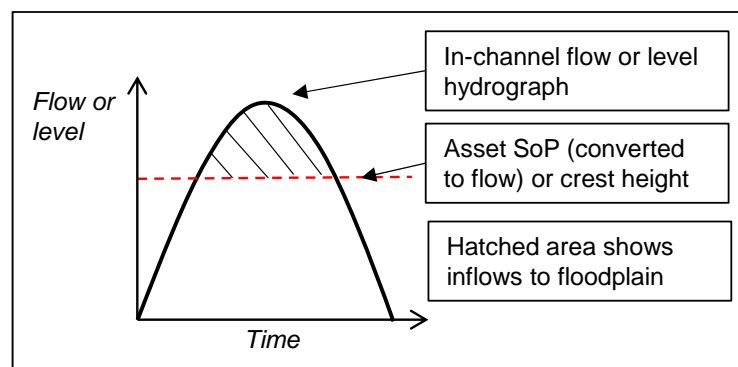 Flow or
level
Time
In-channel flow or level
hydrograph
Asset SoP (converted
to flow) or crest height
Hatched area shows
inflows to floodplain